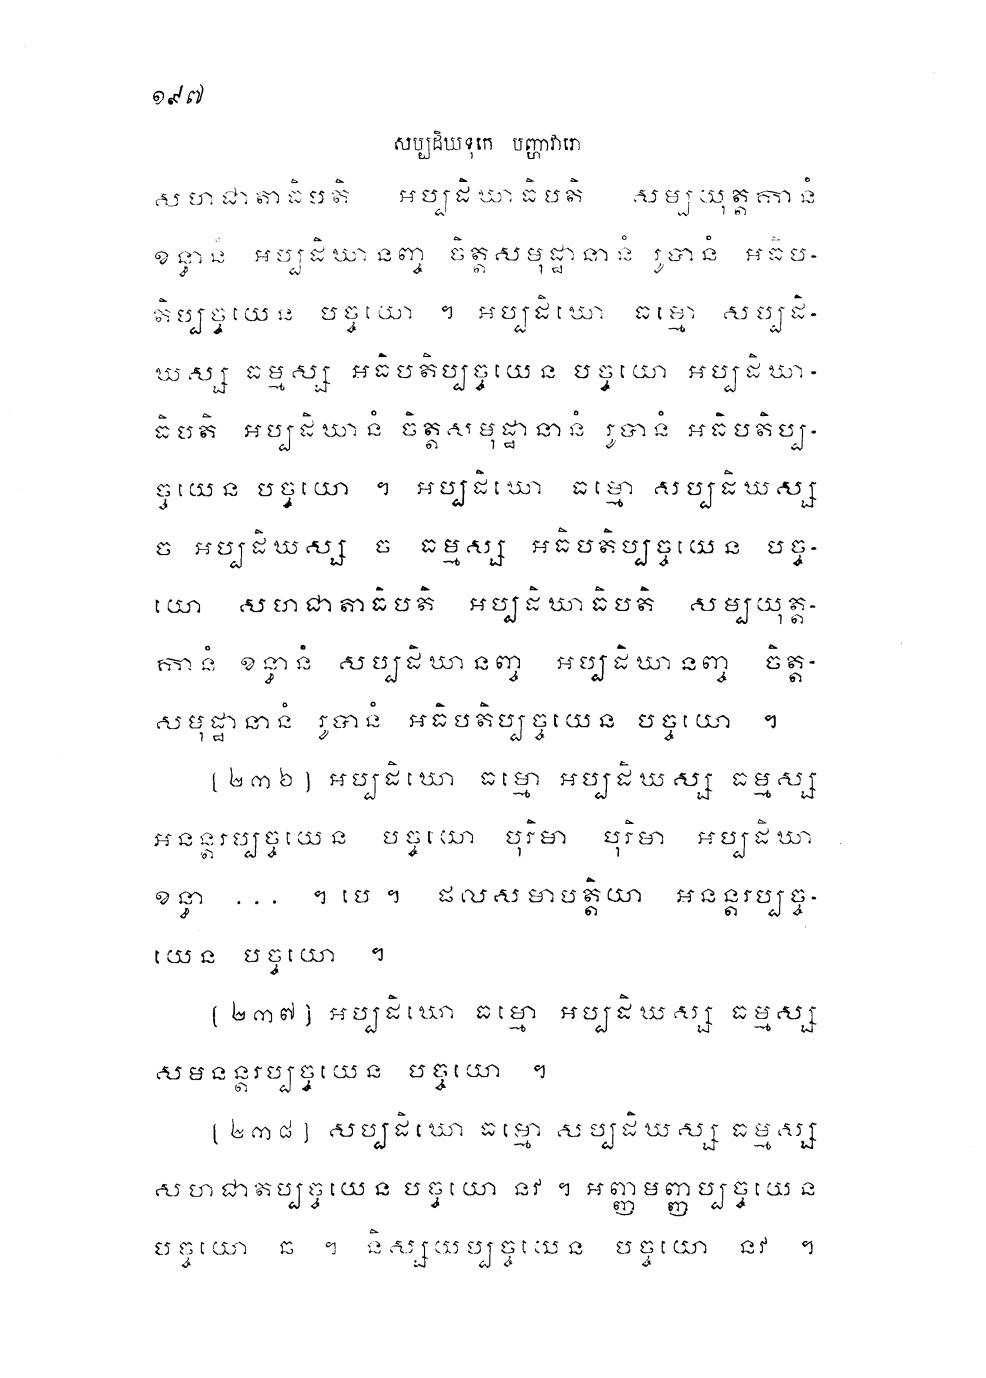 ១៩៧
សប្បដិឃទុកេ បញ្ហាវារោ
សហជាតាធិបតិ អប្បដិឃាធិបតិ សម្បយុត្តកានំ
ខន្ធានំ អប្បដិឃានញ្ច ចិត្តសមុដ្ឋានានំ រូបានំ អធិប-
តិប្បច្ចយេន បច្ចយោ ។ អប្បដិឃោ ធម្មោ សប្បដិ-
ឃស្ស ធម្មស្ស អធិបតិប្បច្ចយេន បច្ចយោ អប្បដិឃា-
ធិបតិ អប្បដិឃានំ ចិត្តសមុដ្ឋានានំ រូបានំ អធិបតិប្ប-
ច្ចយេន បច្ចយោ ។ អប្បដិឃោ ធម្មោ សប្បដិឃស្ស
ច អប្បដិឃស្ស ច ធម្មស្ស អធិបតិប្បច្ចយេន បច្ច-
យោ សហជាតាធិបតិ អប្បដិឃាធិបតិ សម្បយុត្ត-
កានំ ខន្ធានំ សប្បដិឃានញ្ច អប្បដិឃានញ្ច ចិត្ត-
សមុដ្ឋានានំ រូបានំ អធិបតិប្បច្ចយេន បច្ចយោ ។
[២៣៦] អប្បដិឃោ ធម្មោ អប្បដិឃស្ស ធម្មស្ស
អនន្តរប្បច្ចយេន បច្ចយោ បុរិមា បុរិមា អប្បដិឃា
ខន្ធា ... ។ បេ ។ ផលសមាបត្តិយា អនន្តរប្បច្ច-
យេន បច្ចយោ ។
[២៣៧] អប្បដិឃោ ធម្មោ អប្បដិឃស្ស ធម្មស្ស
សមនន្តរប្បច្ចយេន បច្ចយោ ។
[២៣៨] សប្បដិឃោ ធម្មោ សប្បដិឃស្ស ធម្មស្ស
សហជាតប្បច្ចយេន បច្ចយោ នវ ។ អញ្ញមញ្ញប្បច្ចយេន
បច្ចយោ ឆ ។ និស្សយប្បច្ចយេន បច្ចយោ នវ ។